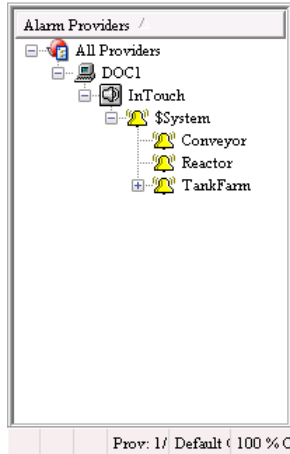 Alarm Providers
All Providers
DOC1
InTouch
$System
Conveyor
Reactor
TankFarm
Prov: 1/ Default 100 %